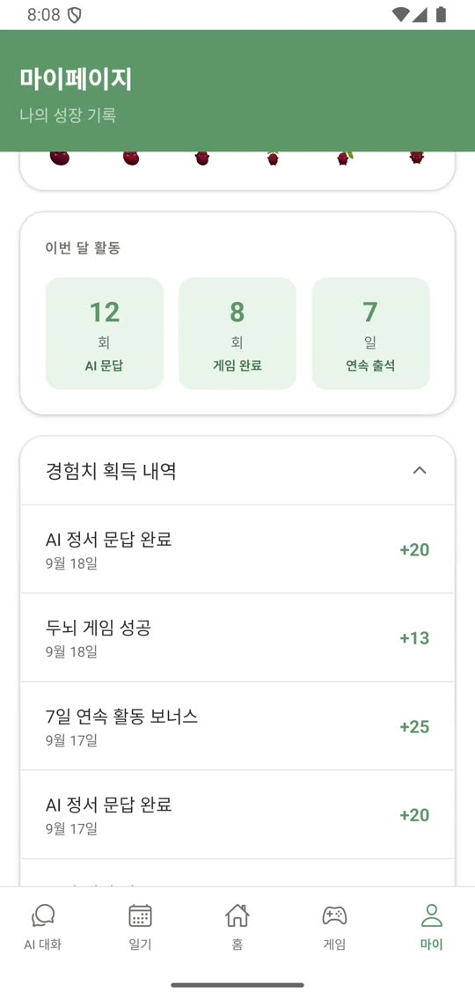 8:08
마이페이지
나의 성장 기록
이번 달 활동
12 8 7
회 회 일
AI 문답 게임 완료 연속 출석
경험치 획득 내역
AI 정서 문답 완료
9월 18일
+20
두뇌 게임 성공
9월 18일
+13
7일 연속 활동 보너스
9월 17일
+25
AI 정서 문답 완료
9월 17일
+20
AI 대화 일기 홈 게임 마이